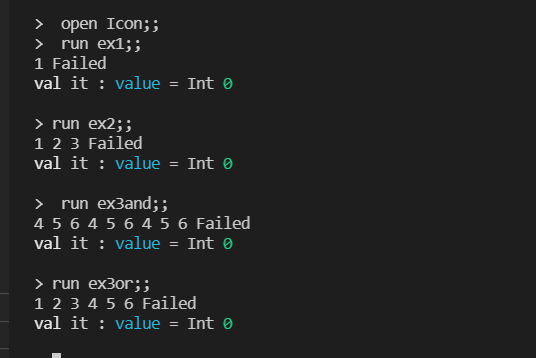 >  open Icon;;
>  run ex1;;
1 Failed
val it : value = Int 0
> run ex2;;
1 2 3 Failed
val it : value = Int 0
>  run ex3and;;
4 5 6 4 5 6 4 5 6 Failed
val it : value = Int 0
> run ex3or;;
1 2 3 4 5 6 Failed
val it : value = Int 0